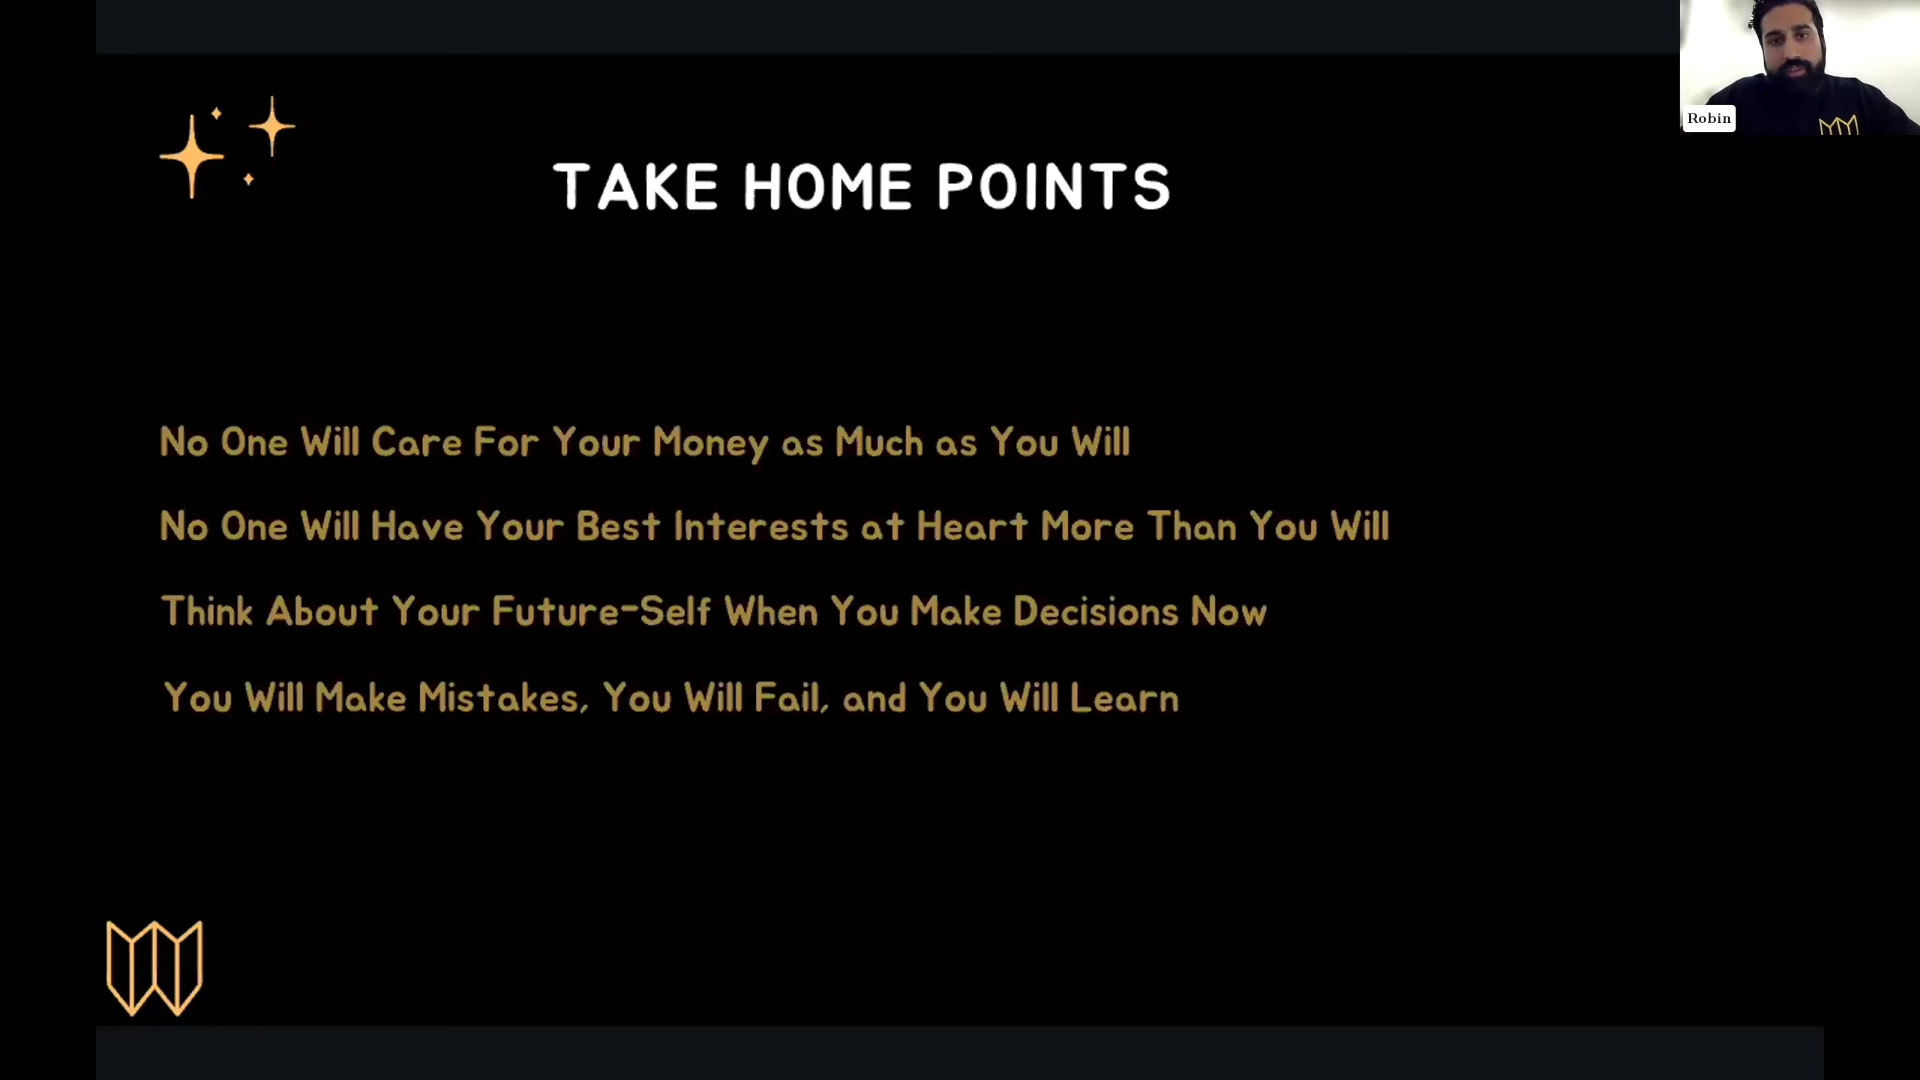 TAKE HOME POINTS
Robin
No One Will Care For Your Money as Much as You Will
No One Will Have Your Best Interests at Heart More Than You Will
Think About Your Future-Self When You Make Decisions Now
You Will Make Mistakes, You Will Fail, and You Will Learn